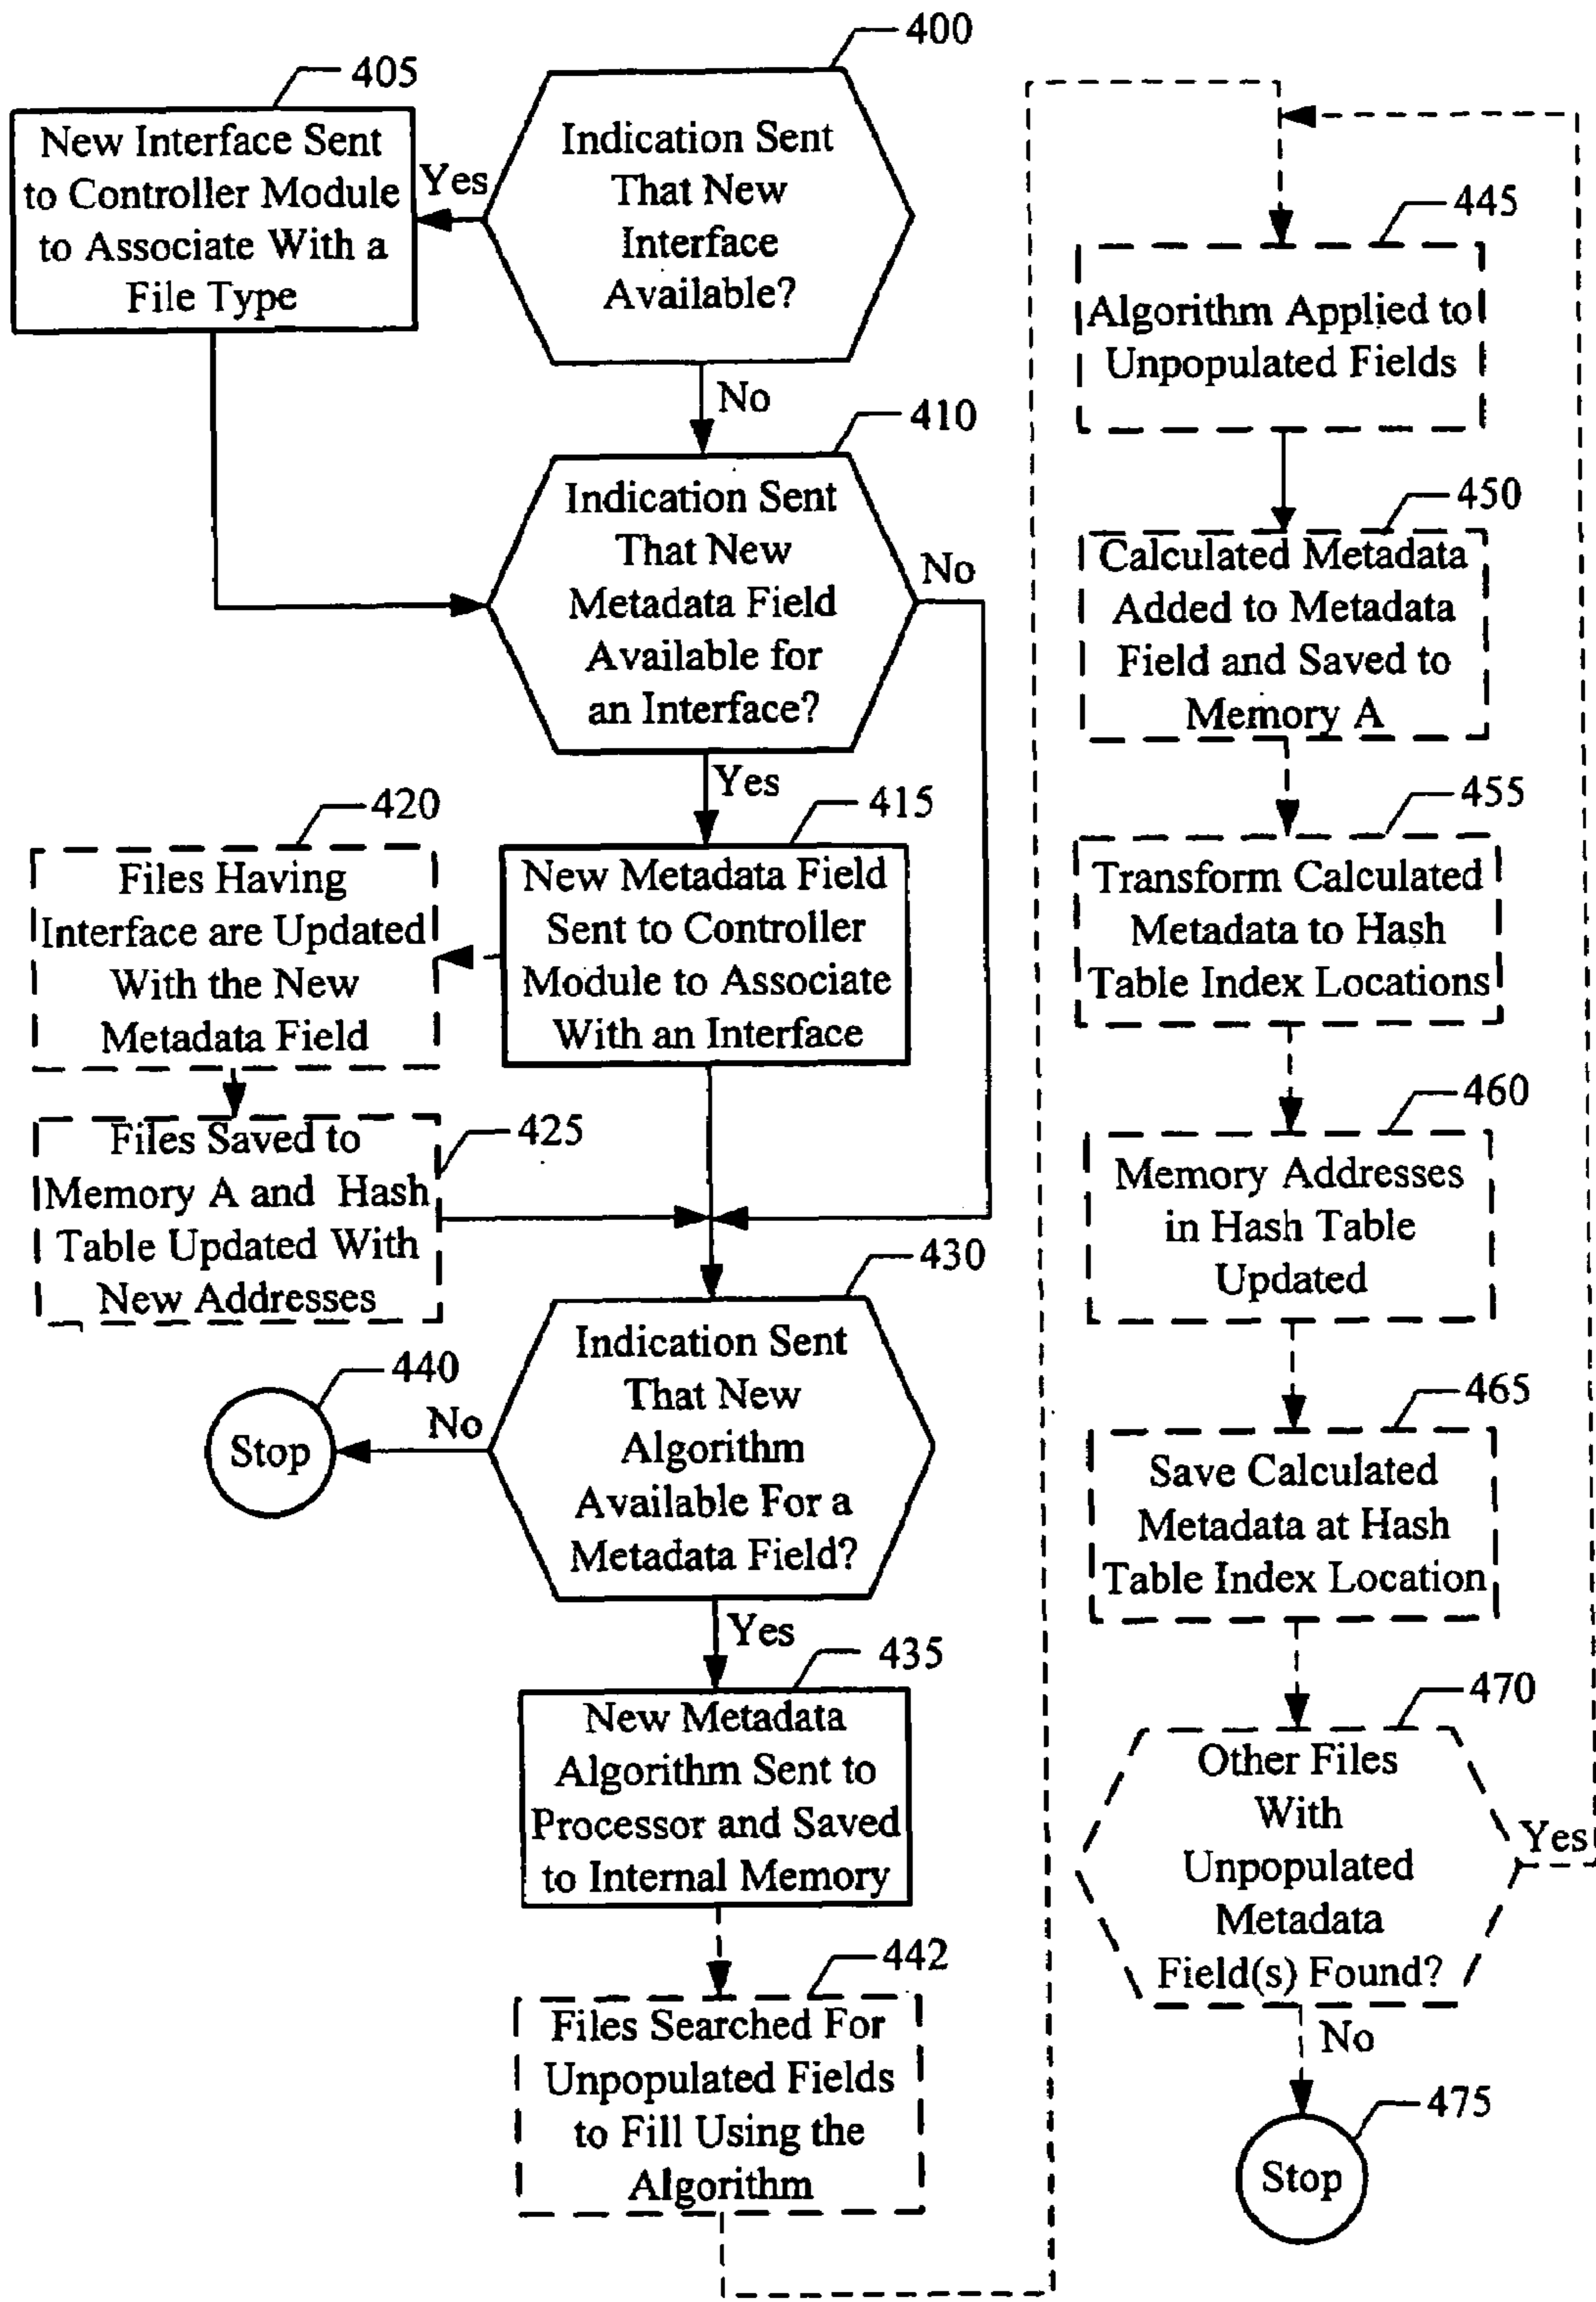 400
Indication Sent
That New
Interface
Available?
405
New Interface Sent
to Controller Module
to Associate With a
File Type
Yes
No
410
Indication Sent
That New
Metadata Field
Available for
an Interface?
No
Yes
415
New Metadata Field
Sent to Controller
Module to Associate
With an Interface
420
Files Having
Interface are Updated
With the New
Metadata Field
425
Files Saved to
Memory A and Hash
Table Updated With
New Addresses
430
Indication Sent
That New
Algorithm
Available For a
Metadata Field?
No
440
Stop
Yes
435
New Metadata
Algorithm Sent to
Processor and Saved
to Internal Memory
442
Files Searched For
Unpopulated Fields
to Fill Using the
Algorithm
445
Algorithm Applied to
Unpopulated Fields
450
Calculated Metadata
Added to Metadata
Field and Saved to
Memory A
455
Transform Calculated
Metadata to Hash
Table Index Locations
460
Memory Addresses
in Hash Table
Updated
465
Save Calculated
Metadata at Hash
Table Index Location
470
Other Files
With
Unpopulated
Metadata
Field(s) Found?
Yes
No
475
Stop